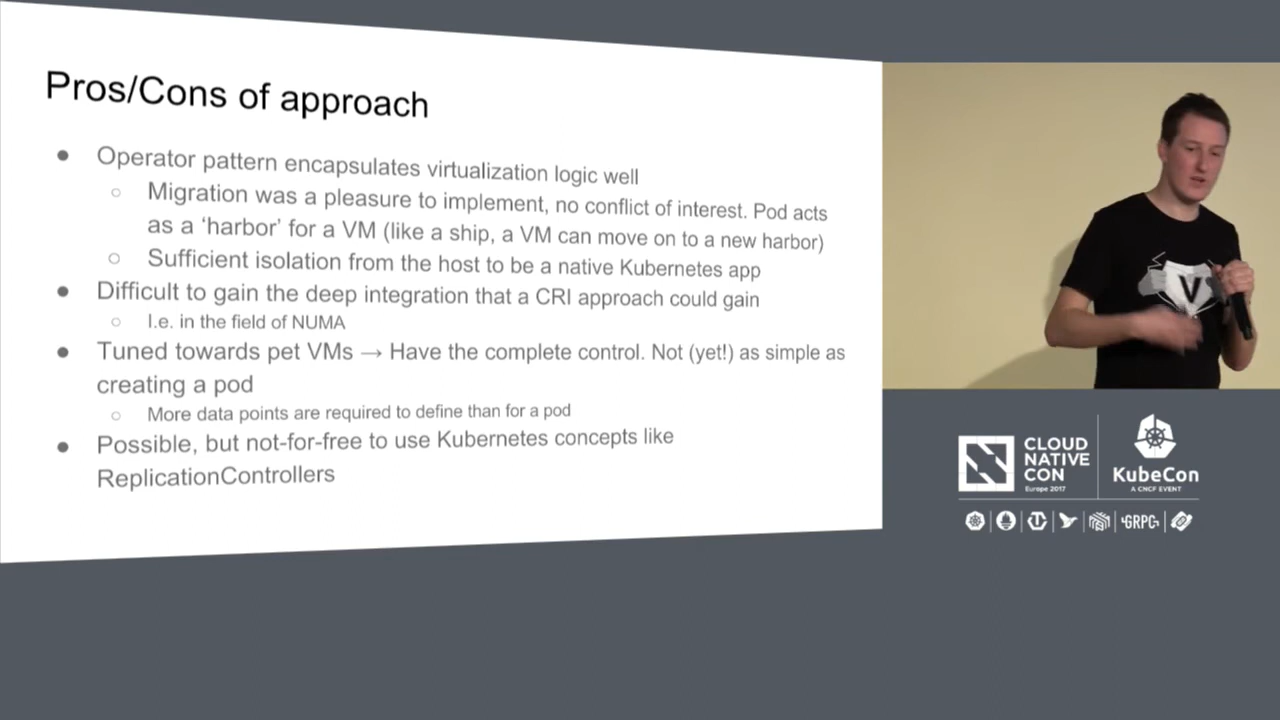 Pros/Cons of approach
● Operator pattern encapsulates virtualization logic well
○ Migration was a pleasure to implement, no conflict of interest. Pod acts
as a ‘harbor’ for a VM (like a ship, a VM can move on to a new harbor)
○ Sufficient isolation from the host to be a native Kubernetes app
● Difficult to gain the deep integration that a CRI approach could gain
○ I.e. in the field of NUMA
● Tuned towards pet VMs → Have the complete control. Not (yet!) as simple as
creating a pod
○ More data points are required to define than for a pod
● Possible, but not-for-free to use Kubernetes concepts like
ReplicationControllers
V
CLOUD
NATIVE
CON
Europe 2017
KubeCon
A CNCF EVENT
GRPC